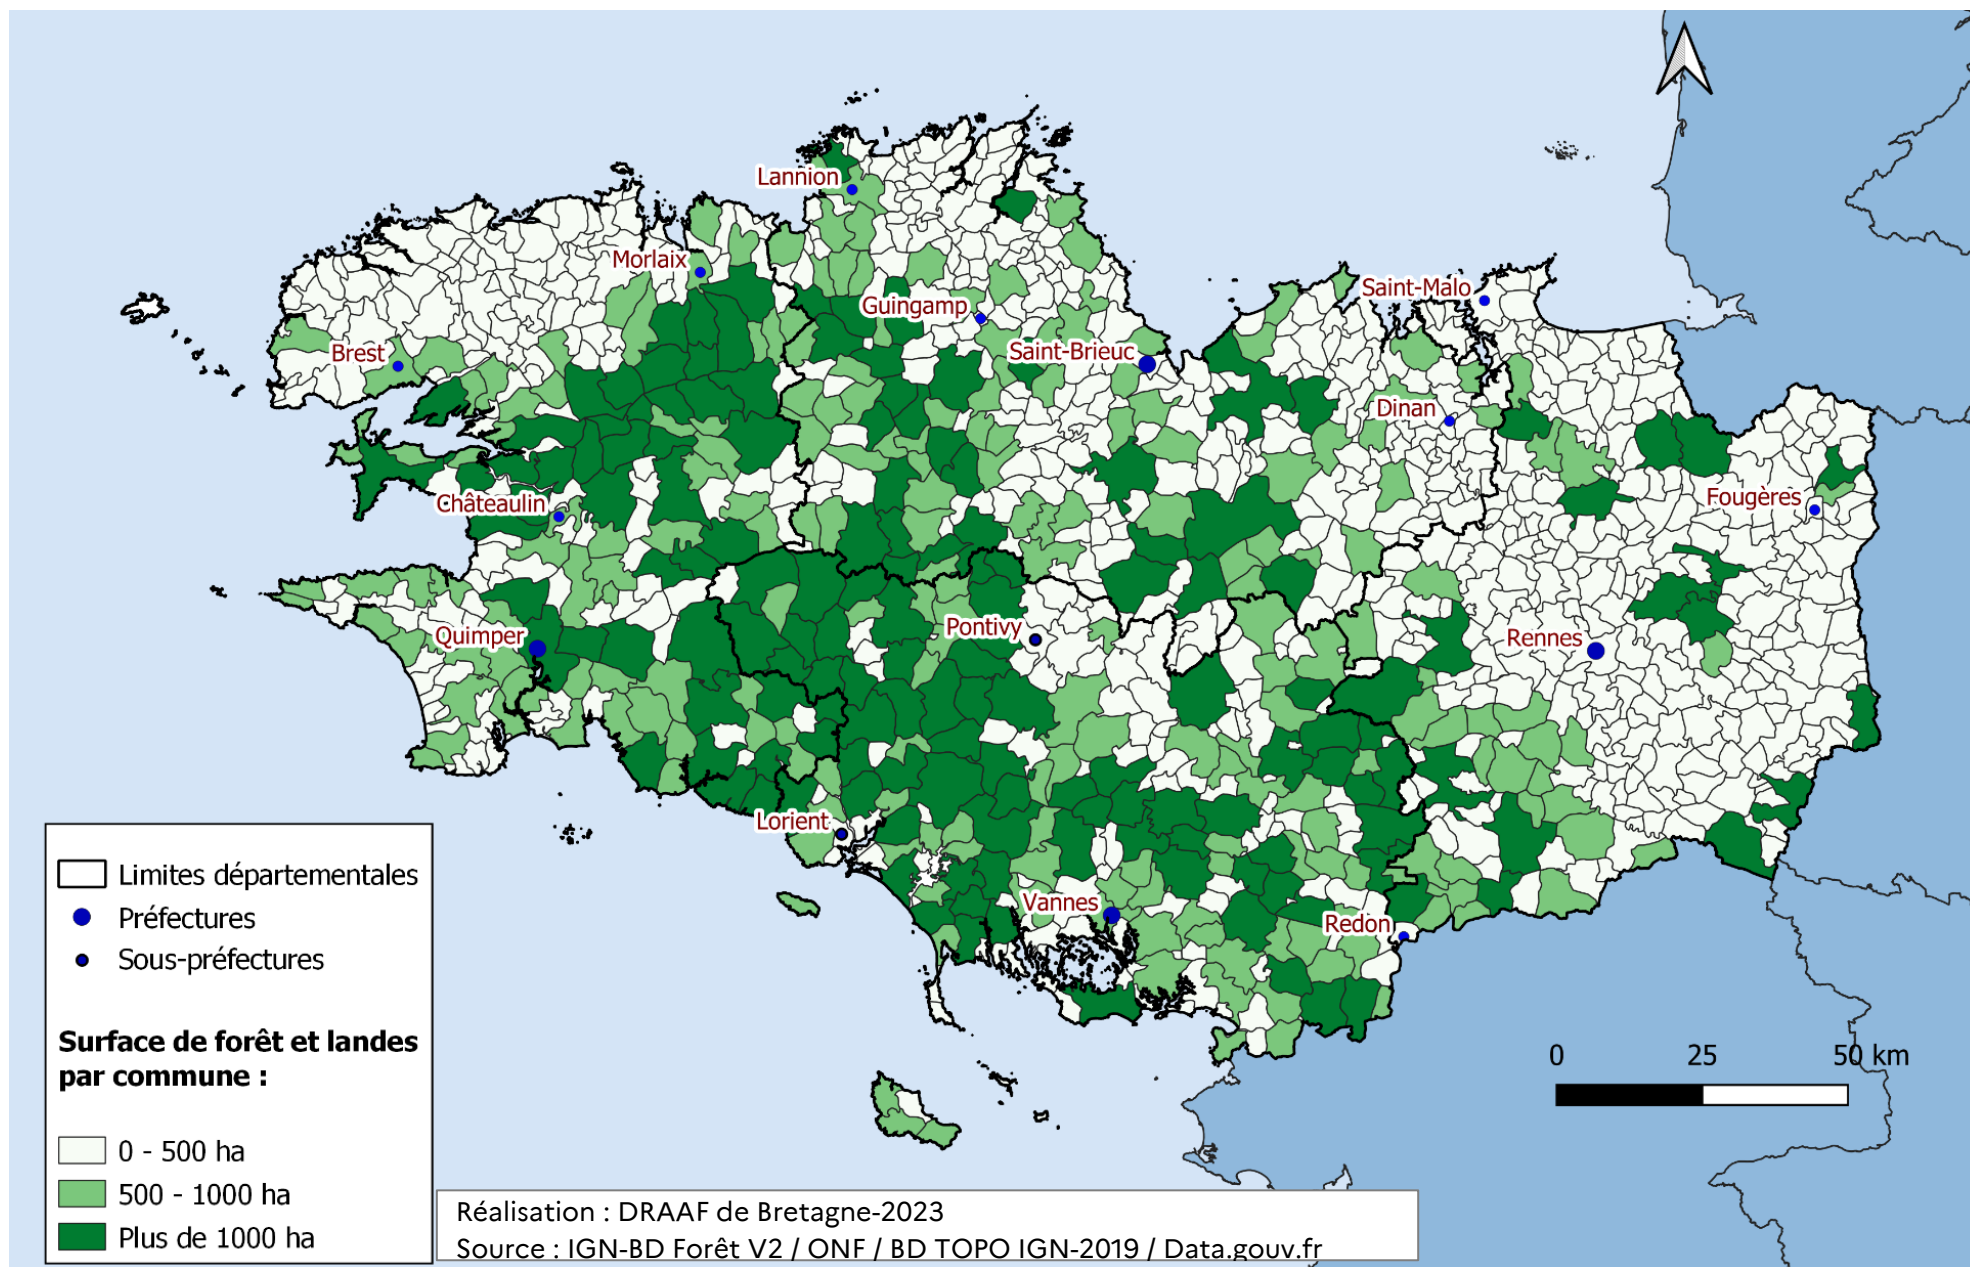 Lannion
Morlaix
Guingamp
Saint-Malo
Brest
Saint-Brieuc
Dinan
Châteaulin
Fougères
Quimper
Pontivy
Rennes
Lorient
Vannes
Redon
Limites départementales
Préfectures
Sous-préfectures
Surface de forêt et landes
par commune :
0 - 500 ha
500 - 1000 ha
Plus de 1000 ha
0 25 50 km
Réalisation : DRAAF de Bretagne-2023
Source : IGN-BD Forêt V2 / ONF / BD TOPO IGN-2019 / Data.gouv.fr